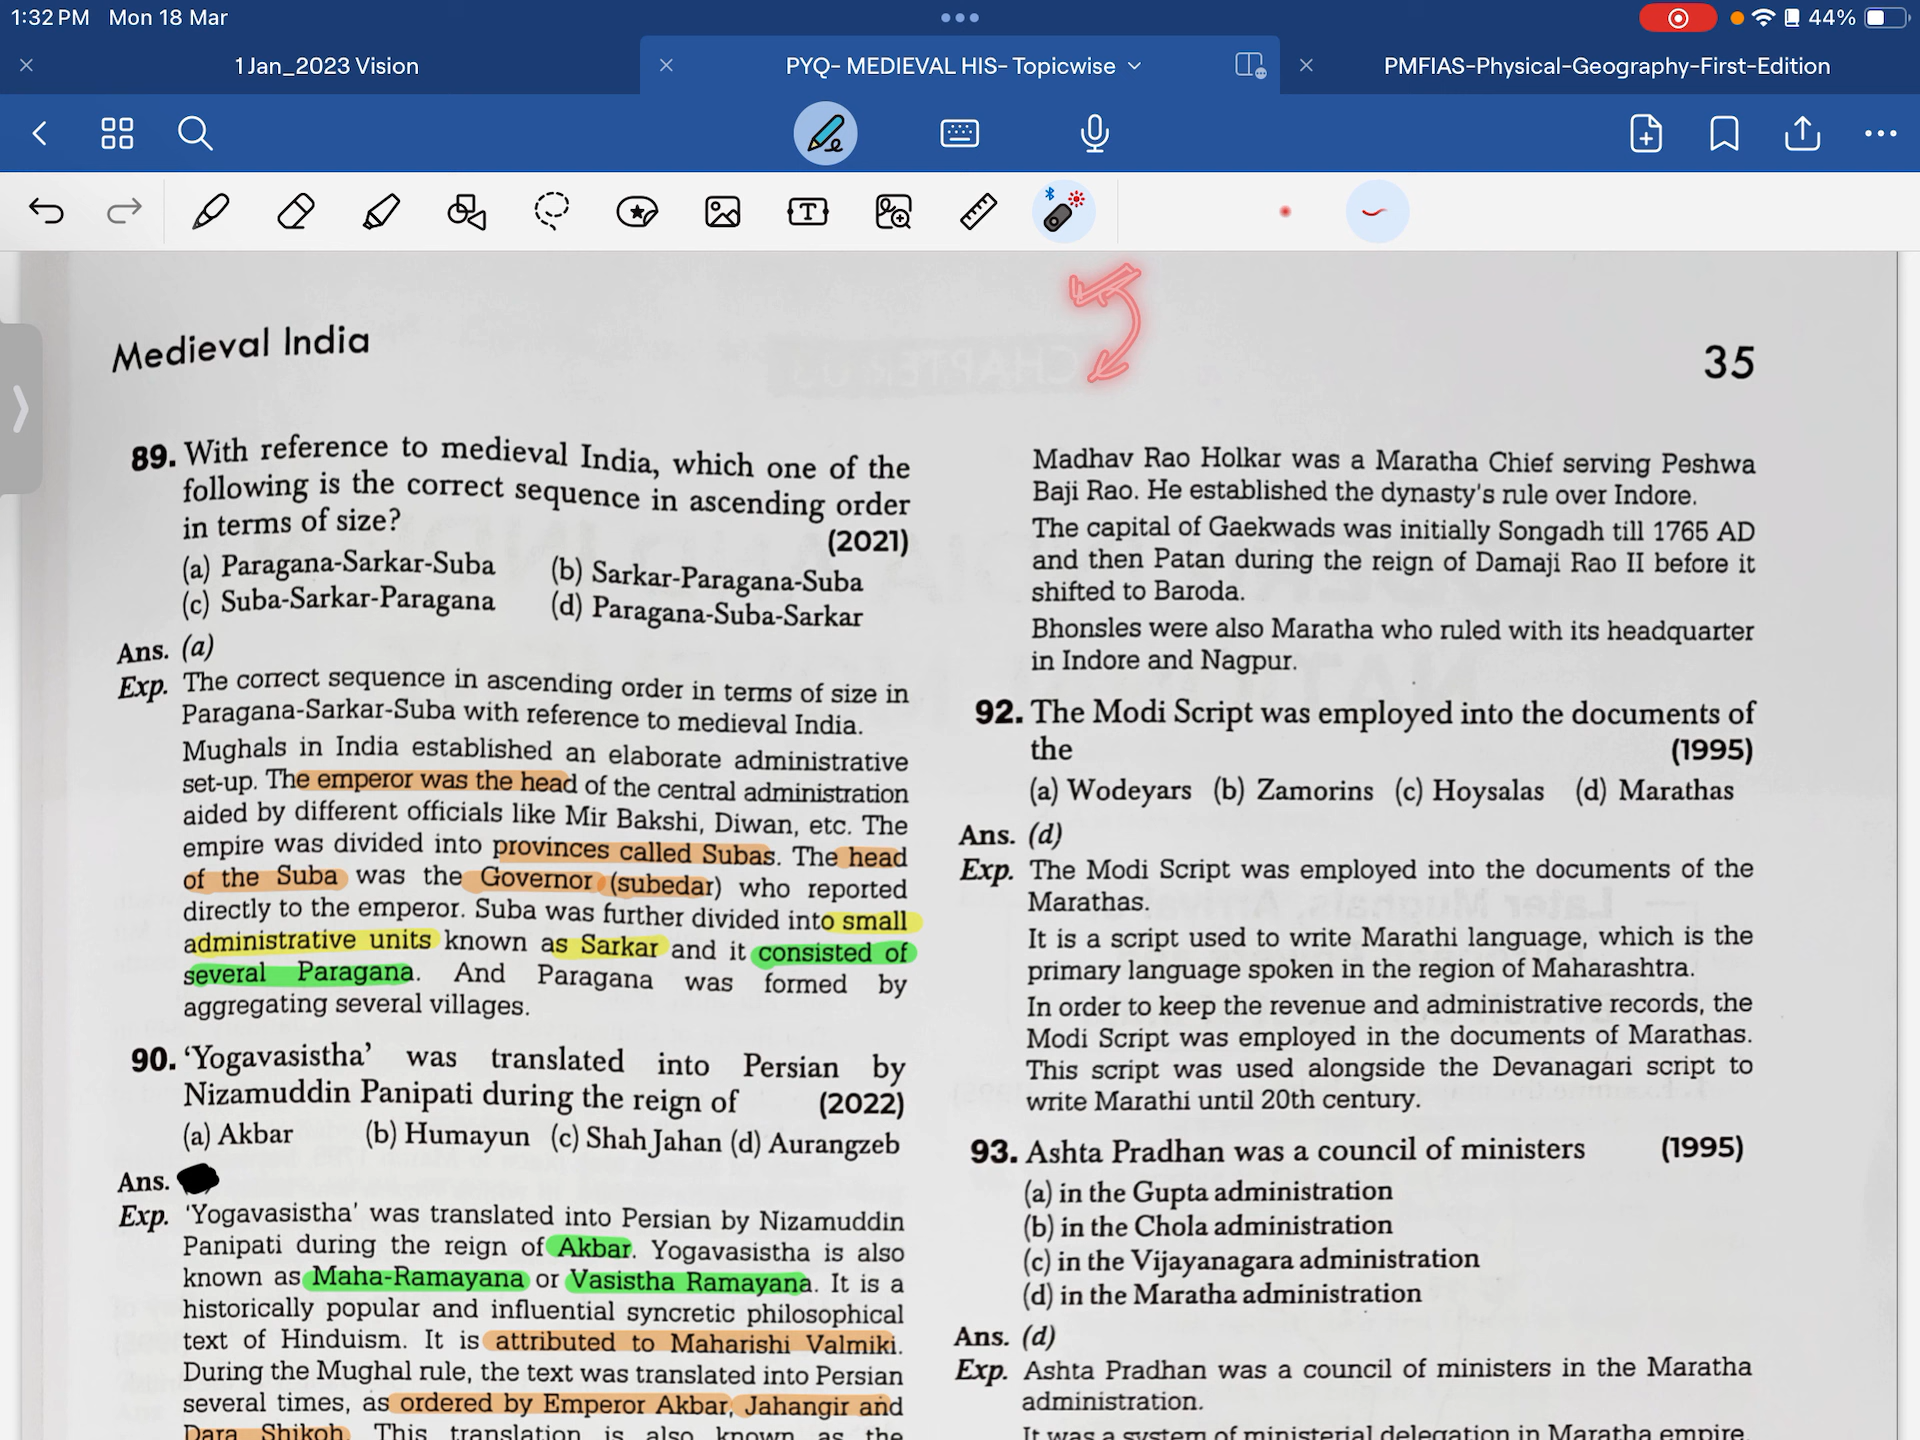 1:32 PM Mon 18 Mar
44%
1Jan_2023 Vision
PYQ- MEDIEVAL HIS- Topicwise
PMFIAS-Physical-Geography-First-Edition
Medieval India
35
89. With reference to medieval India, which one of the
following is the correct sequence in ascending order
in terms of size?
(2021)
(a) Paragana-Sarkar-Suba (b) Sarkar-Paragana-Suba
(c) Suba-Sarkar-Paragana (d) Paragana-Suba-Sarkar
Ans. (a)
Exp. The correct sequence in ascending order in terms of size in
Paragana-Sarkar-Suba with reference to medieval India.
Mughals in India established an elaborate administrative
set-up. The emperor was the head of the central administration
aided by different officials like Mir Bakshi, Diwan, etc. The
empire was divided into provinces called Subas. The head
of the Suba was the Governor (subedar) who reported
directly to the emperor. Suba was further divided into small
administrative units known as Sarkar and it consisted of
several Paragana. And Paragana was formed by
aggregating several villages.
90. ‘Yogavasistha’ was translated into Persian by
Nizamuddin Panipati during the reign of (2022)
(a) Akbar (b) Humayun (c) Shah Jahan (d) Aurangzeb
Ans.
Exp. ‘Yogavasistha’ was translated into Persian by Nizamuddin
Panipati during the reign of Akbar. Yogavasistha is also
known as Maha-Ramayana or Vasistha Ramayana. It is a
historically popular and influential syncretic philosophical
text of Hinduism. It is attributed to Maharishi Valmiki.
During the Mughal rule, the text was translated into Persian
several times, as ordered by Emperor Akbar, Jahangir and
Dara Shikoh. This translation is also known as the
Madhav Rao Holkar was a Maratha Chief serving Peshwa
Baji Rao. He established the dynasty's rule over Indore.
The capital of Gaekwads was initially Songadh till 1765 AD
and then Patan during the reign of Damaji Rao II before it
shifted to Baroda.
Bhonsles were also Maratha who ruled with its headquarter
in Indore and Nagpur.
92. The Modi Script was employed into the documents of
the (1995)
(a) Wodeyars (b) Zamorins (c) Hoysalas (d) Marathas
Ans. (d)
Exp. The Modi Script was employed into the documents of the
Marathas.
It is a script used to write Marathi language, which is the
primary language spoken in the region of Maharashtra.
In order to keep the revenue and administrative records, the
Modi Script was employed in the documents of Marathas.
This script was used alongside the Devanagari script to
write Marathi until 20th century.
93. Ashta Pradhan was a council of ministers (1995)
(a) in the Gupta administration
(b) in the Chola administration
(c) in the Vijayanagara administration
(d) in the Maratha administration
Ans. (d)
Exp. Ashta Pradhan was a council of ministers in the Maratha
administration.
It was a system of ministerial delegation in Maratha empire.